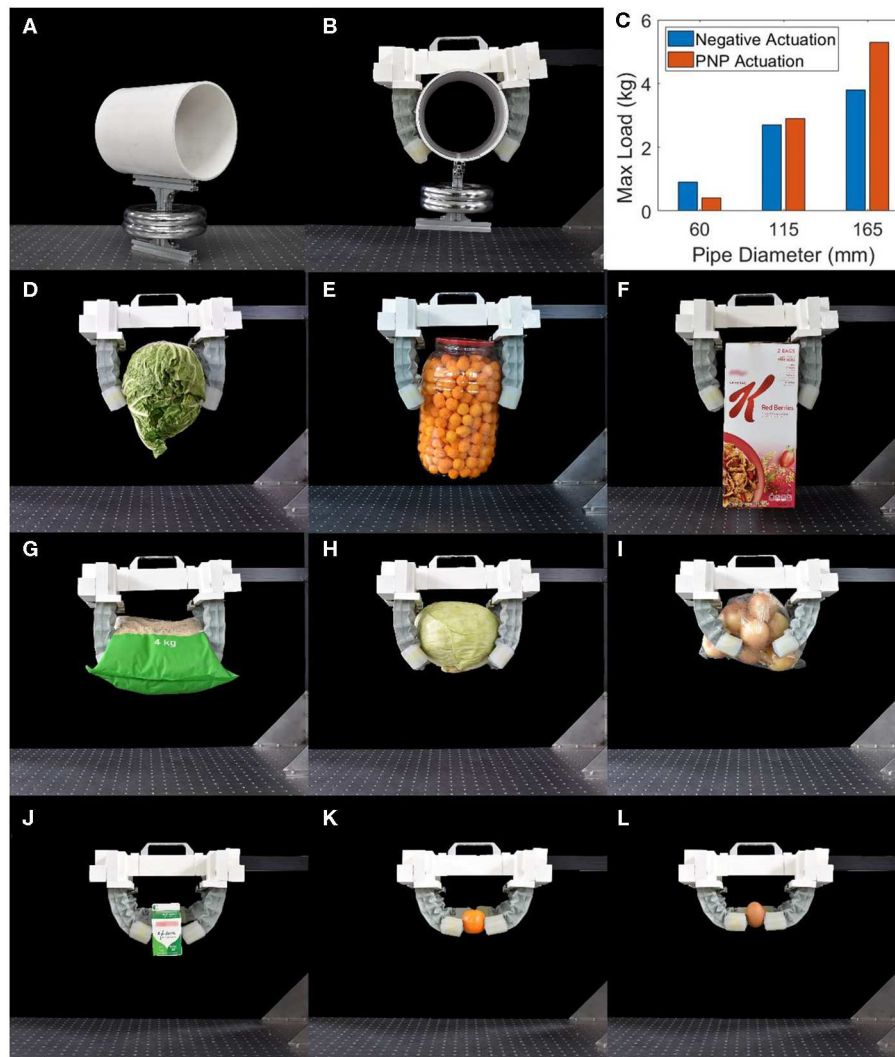 A
B
C
6
4
2
0
Max Load (kg)
Negative Actuation
PNP Actuation
60
115
165
Pipe Diameter (mm)
D
E
F
2 BAGS
K
Red Berries
G
4 kg
H
I
J
K
L